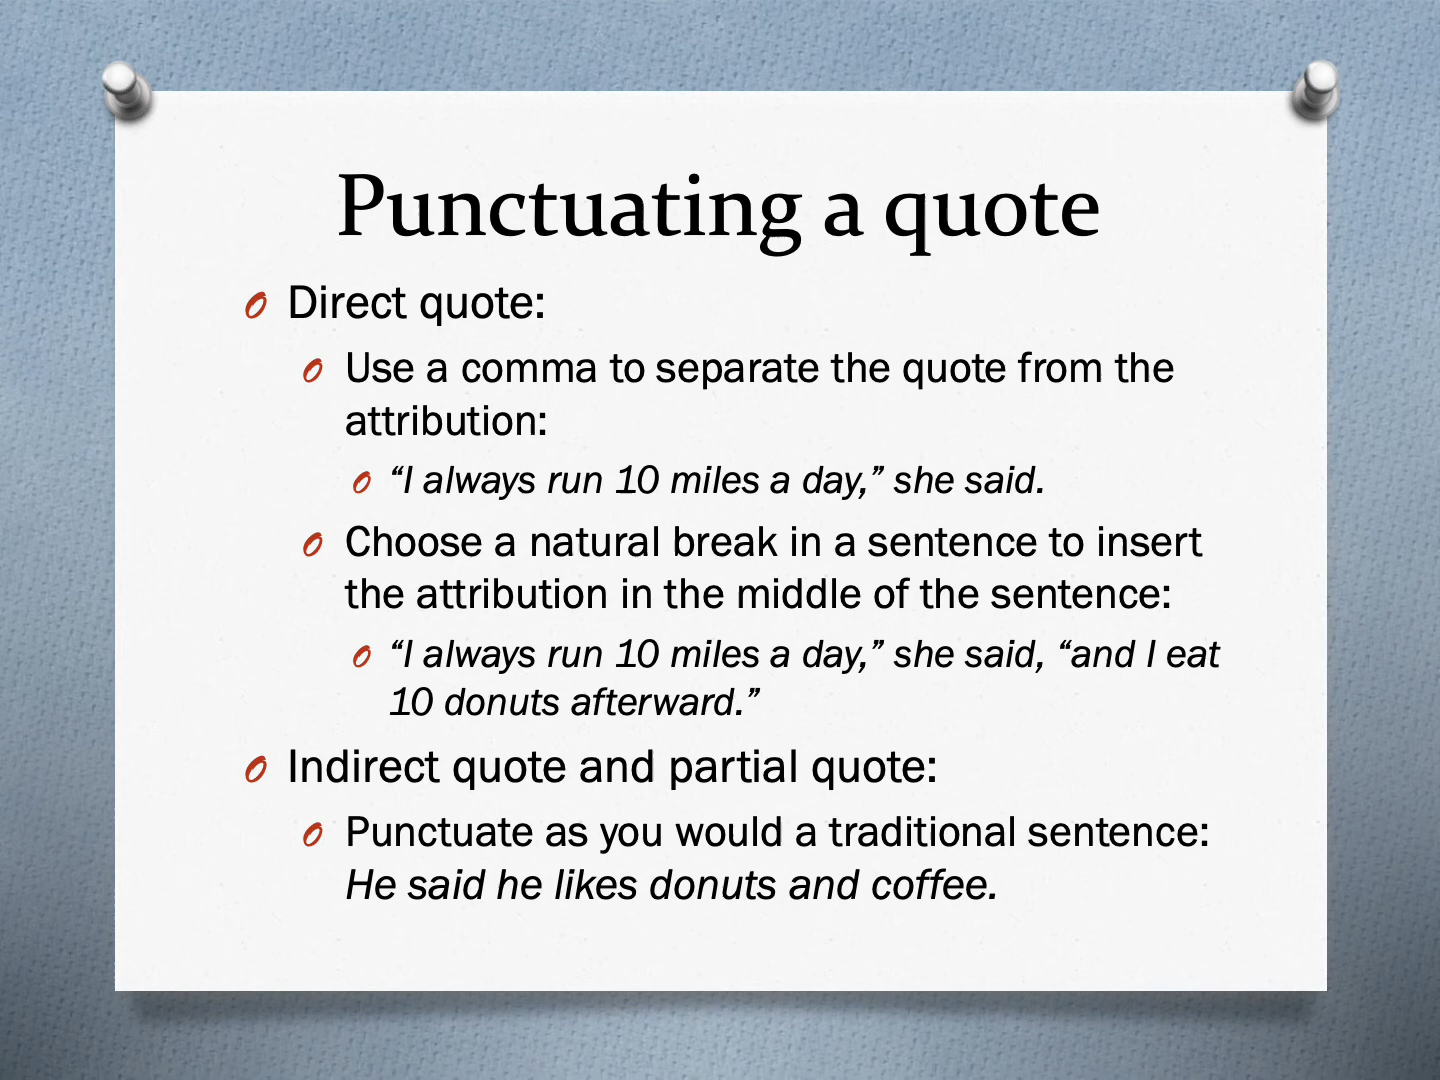 Punctuating a quote
Direct quote:
Use a comma to separate the quote from the
attribution:
“I always run 10 miles a day,” she said.
Choose a natural break in a sentence to insert
the attribution in the middle of the sentence:
“I always run 10 miles a day,” she said, “and I eat
10 donuts afterward.”
Indirect quote and partial quote:
Punctuate as you would a traditional sentence:
He said he likes donuts and coffee.